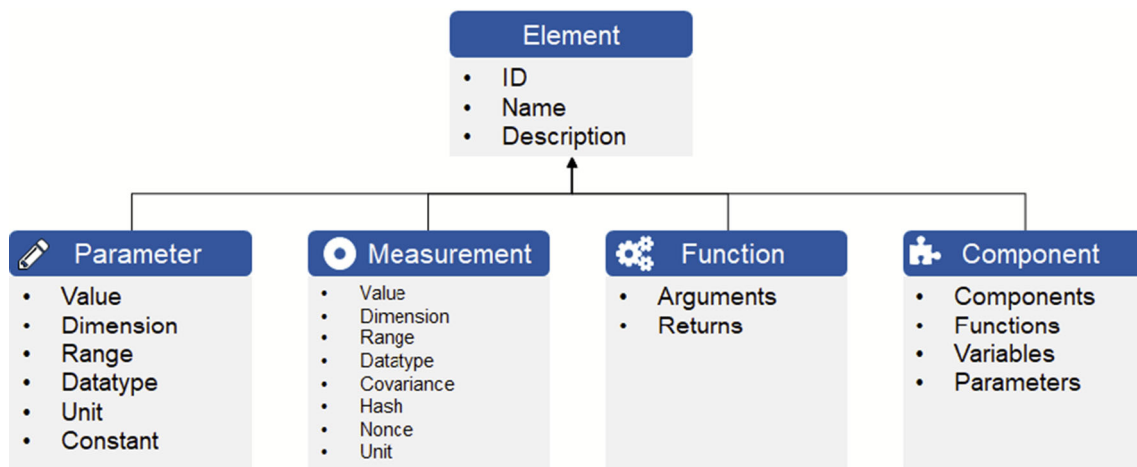 Element
• ID
• Name
• Description
Parameter
• Value
• Dimension
• Range
• Datatype
• Unit
• Constant
Measurement
• Value
• Dimension
• Range
• Datatype
• Covariance
• Hash
• Nonce
• Unit
Function
• Arguments
• Returns
Component
• Components
• Functions
• Variables
• Parameters